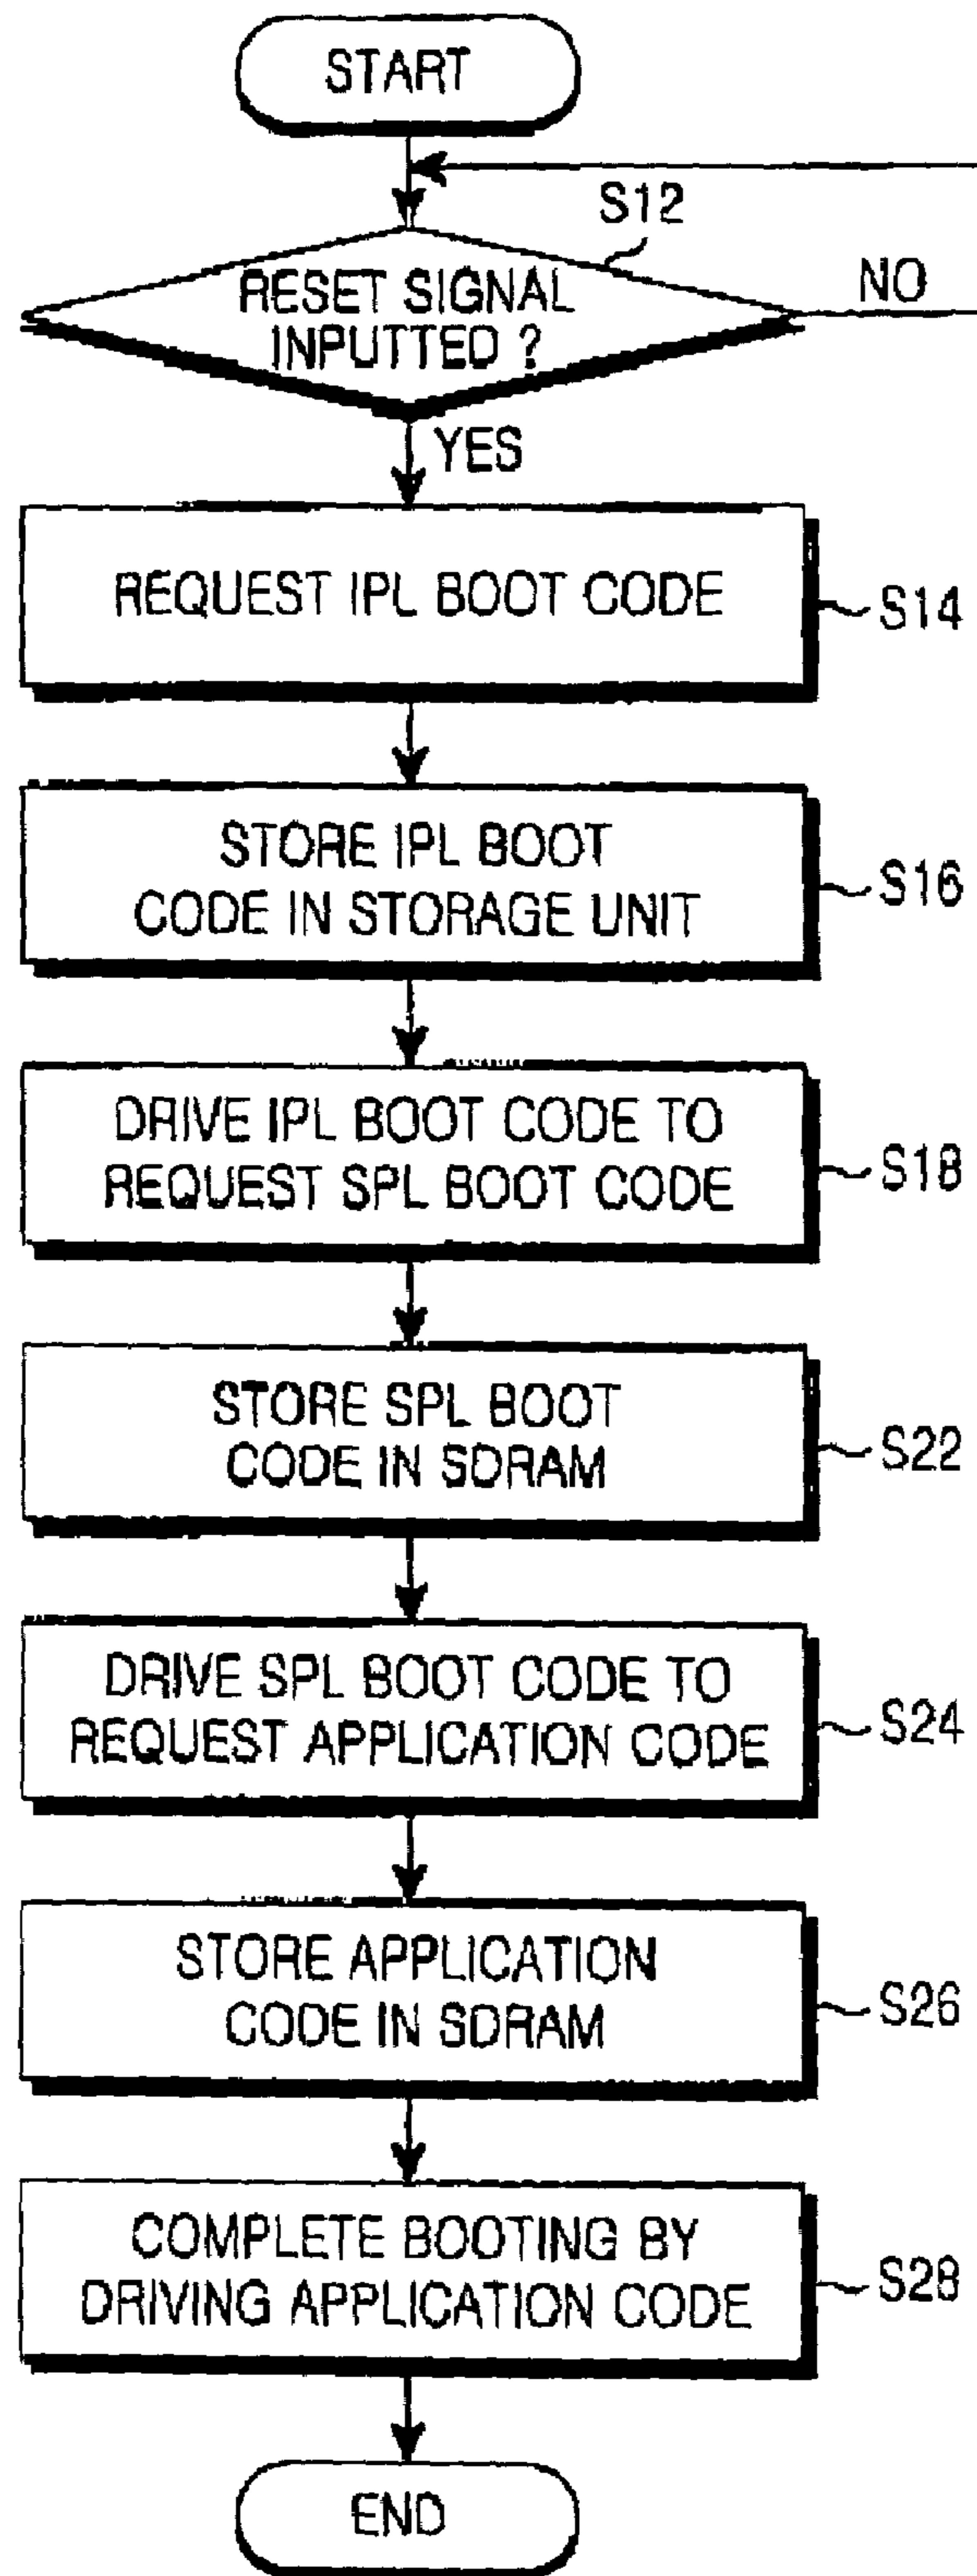 START
S12
RESET SIGNAL
INPUTTED ?
NO
YES
REQUEST IPL BOOT CODE
S14
STORE IPL BOOT
CODE IN STORAGE UNIT
S16
DRIVE IPL BOOT CODE TO
REQUEST SPL BOOT CODE
S18
STORE SPL BOOT
CODE IN SDRAM
S22
DRIVE SPL BOOT CODE TO
REQUEST APPLICATION CODE
S24
STORE APPLICATION
CODE IN SDRAM
S26
COMPLETE BOOTING BY
DRIVING APPLICATION CODE
S28
END